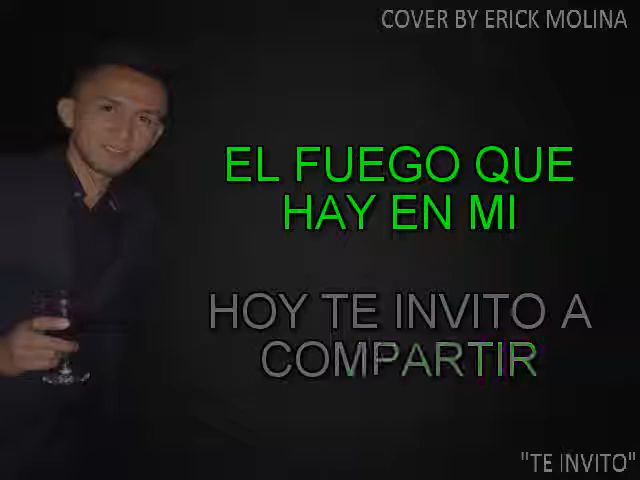 COVER BY ERICK MOLINA
EL FUEGO QUE
HAY EN MI
HOY TE INVITO A
COMPARTIR
"TE INVITO"